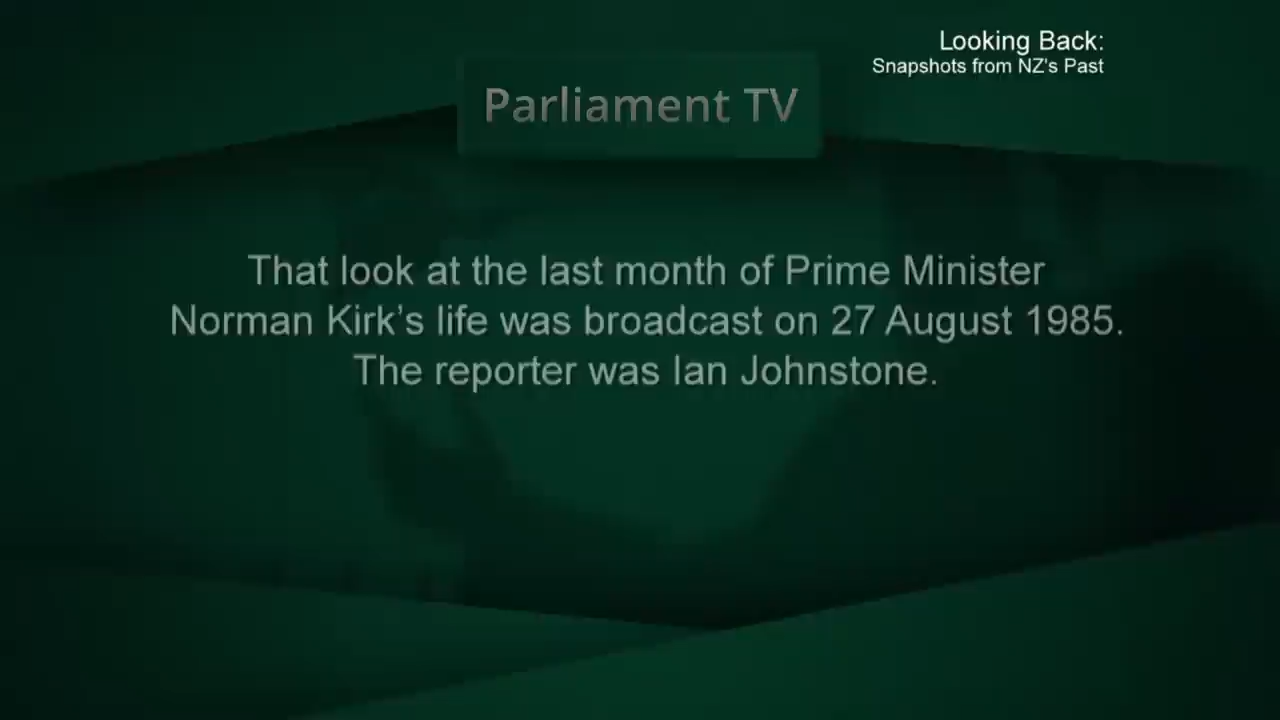 Looking Back:
Snapshots from NZ's Past
Parliament TV
That look at the last month of Prime Minister
Norman Kirk’s life was broadcast on 27 August 1985.
The reporter was Ian Johnstone.